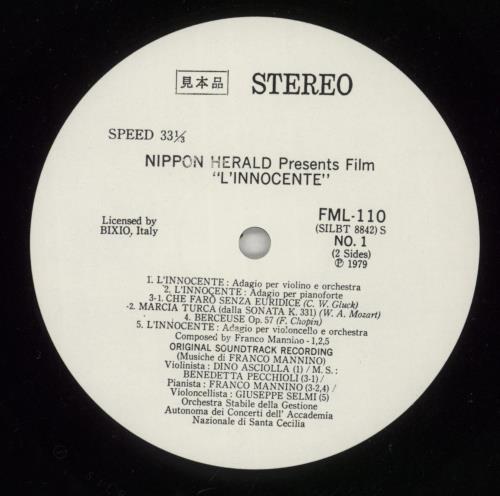 見本品 STEREO
SPEED 33⅓
NIPPON HERALD Presents Film
"L'INNOCENTE"
Licensed by
BIXIO, Italy
FML-110
(SILBT 8842) S
NO. 1
(2 Sides)
Ⓟ 1979
1. L'INNOCENTE : Adagio per violino e orchestra
2. L'INNOCENTE : Adagio per pianoforte
3-1. CHE FARÒ SENZA EURIDICE (C. W. Gluck)
-2. MARCIA TURCA (dalla SONATA K. 331) (W. A. Mozart)
4. BERCEUSE Op. 57 (F. Chopin)
5. L'INNOCENTE : Adagio per violoncello e orchestra
Composed by Franco Mannino - 1,2,5
ORIGINAL SOUNDTRACK RECORDING
(Musiche di FRANCO MANNINO)
Violinista : DINO ASCIOLLA (1) / M. S. :
BENEDETTA PECCHIOLI (3-1) /
Pianista : FRANCO MANNINO (3-2,4) /
Violoncellista : GIUSEPPE SELMI (5)
Orchestra Stabile della Gestione
Autonoma dei Concerti dell' Accademia
Nazionale di Santa Cecilia